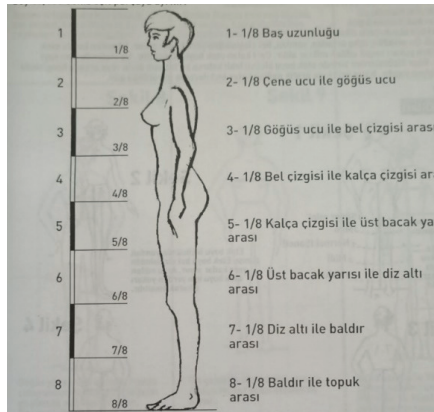 1
1/8
2
2/8
3
3/8
4
4/8
5
5/8
6
6/8
7
7/8
8
8/8
1- 1/8 Baş uzunluğu
2- 1/8 Çene ucu ile göğüs ucu
3- 1/8 Göğüs ucu ile bel çizgisi aras
4- 1/8 Bel çizgisi ile kalça çizgisi ar
5- 1/8 Kalça çizgisi ile üst bacak ya
arası
6- 1/8 Üst bacak yarısı ile diz altı
arası
7- 1/8 Diz altı ile baldır
arası
8- 1/8 Baldır ile topuk
arası